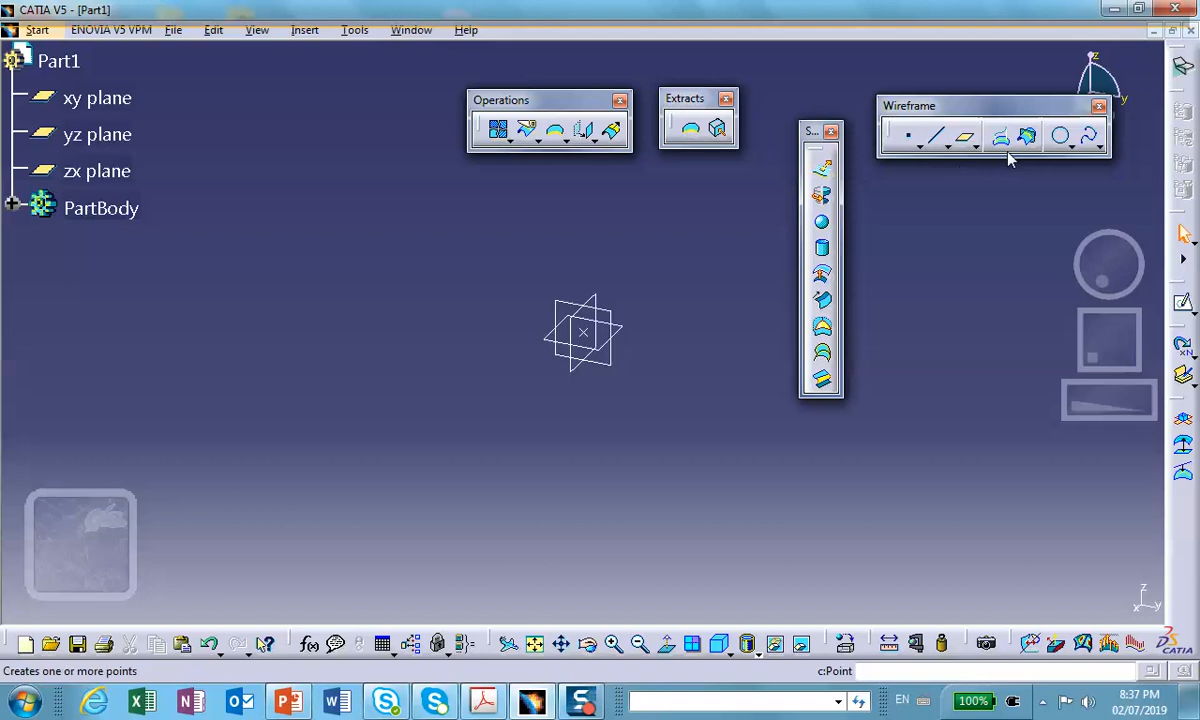 CATIA V5 - [Part1]
Start ENOVIA V5 VPM File Edit View Insert Tools Window Help
Part1
xy plane
yz plane
zx plane
PartBody
Operations
Extracts
S...
Wireframe
z
y
z
x
y
f(x)
CATIA
Creates one or more points
c:Point
EN
100%
8:37 PM
02/07/2019